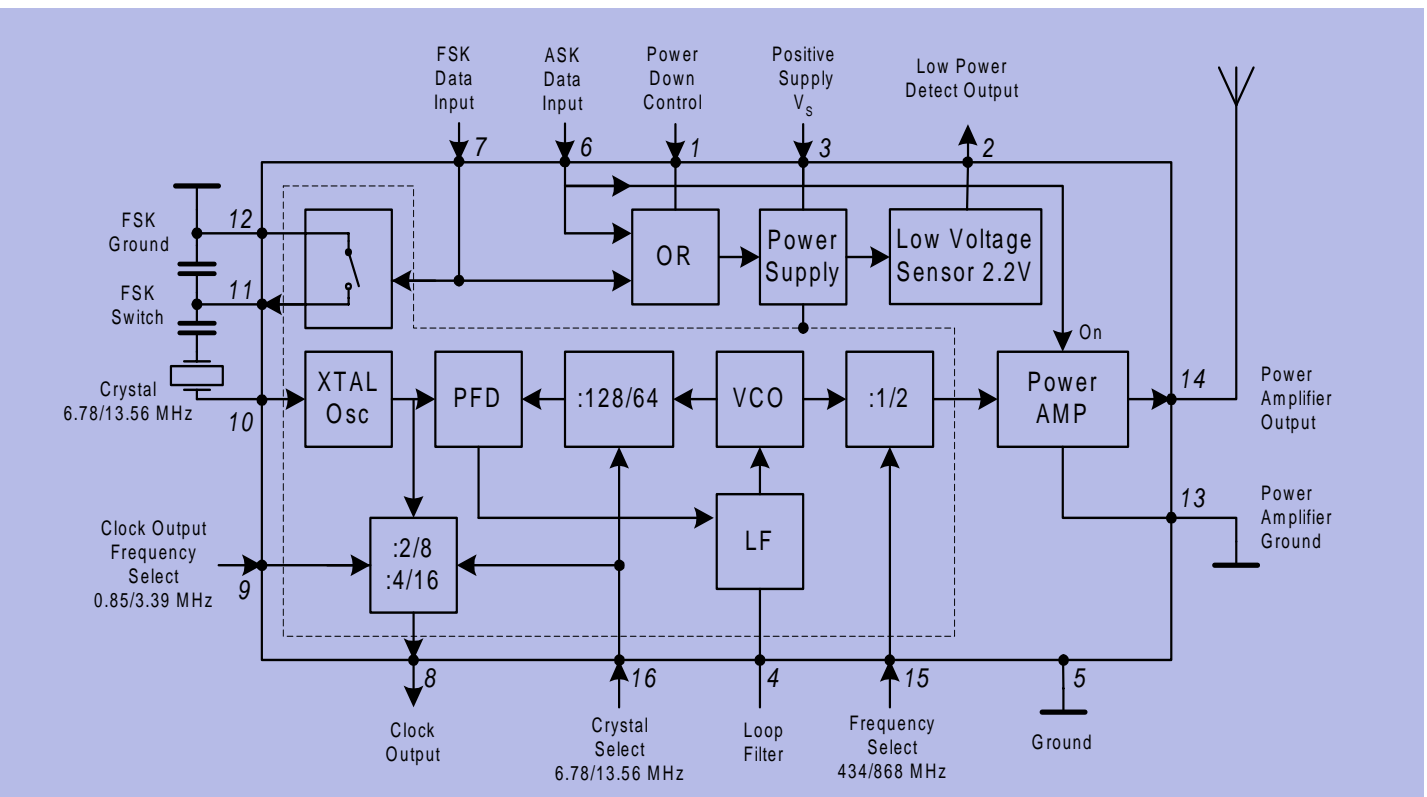 FSK
Data
Input
ASK
Data
Input
Power
Down
Control
Positive
Supply
VS
Low Power
Detect Output
7
6
1
3
2
FSK
Ground
12
FSK
Switch
11
OR
Power
Supply
Low Voltage
Sensor 2.2V
On
Crystal
6.78/13.56 MHz
10
XTAL
Osc
PFD
:128/64
VCO
:1/2
Power
AMP
14
Power
Amplifier
Output
13
Power
Amplifier
Ground
Clock Output
Frequency
Select
0.85/3.39 MHz
9
:2/8
:4/16
LF
8
16
4
15
5
Clock
Output
Crystal
Select
6.78/13.56 MHz
Loop
Filter
Frequency
Select
434/868 MHz
Ground